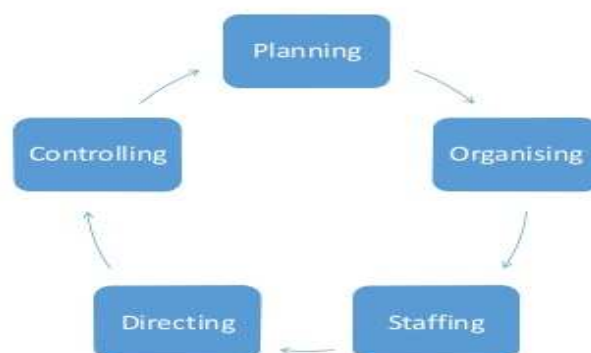 Planning
Organising
Staffing
Directing
Controlling